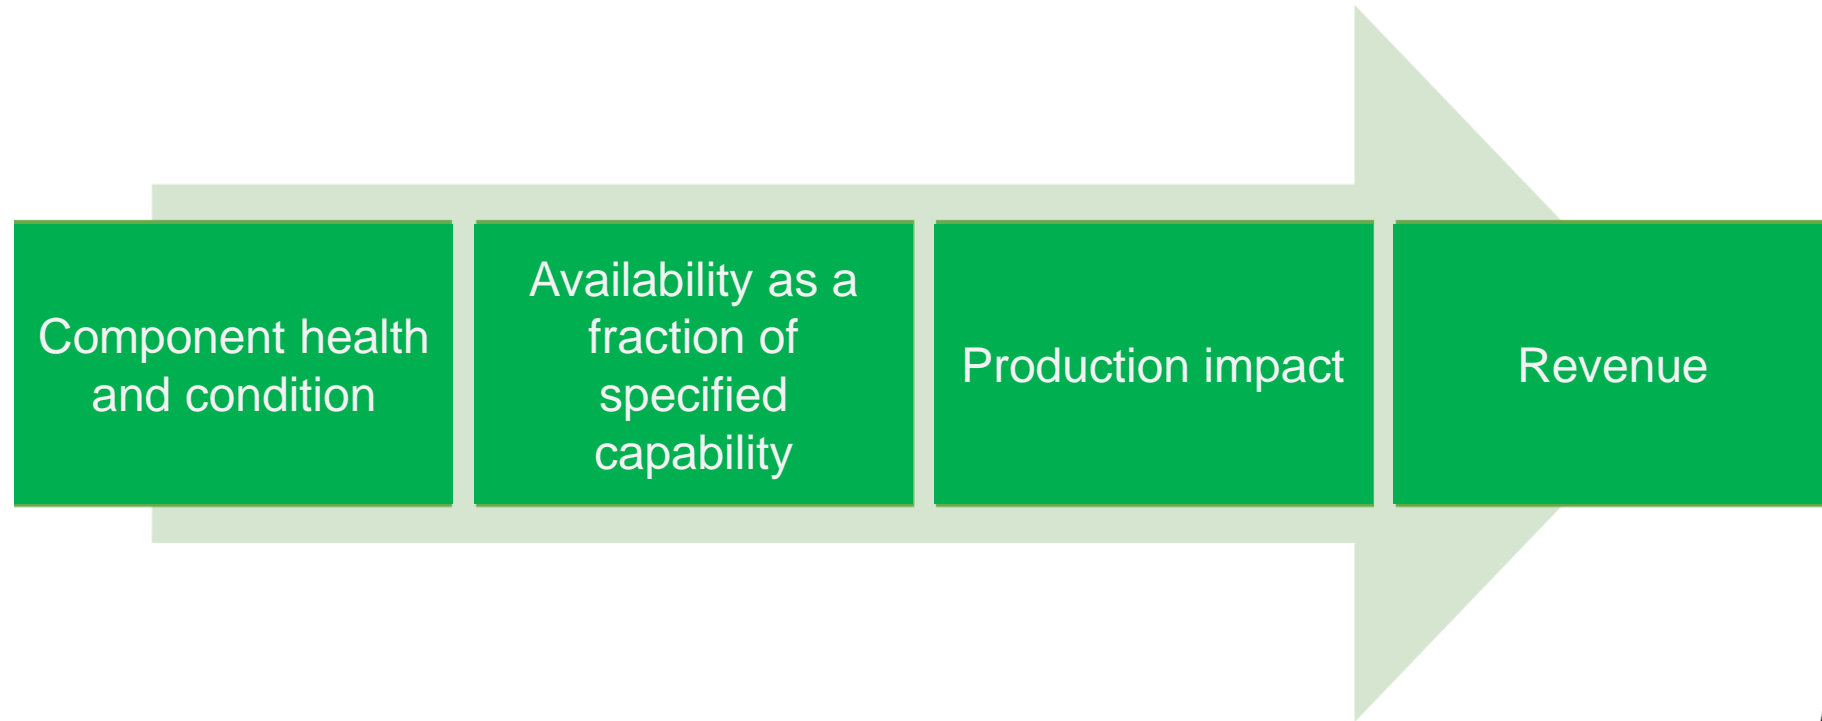 Component health
and condition
Availability as a
fraction of
specified
capability
Production impact
Revenue